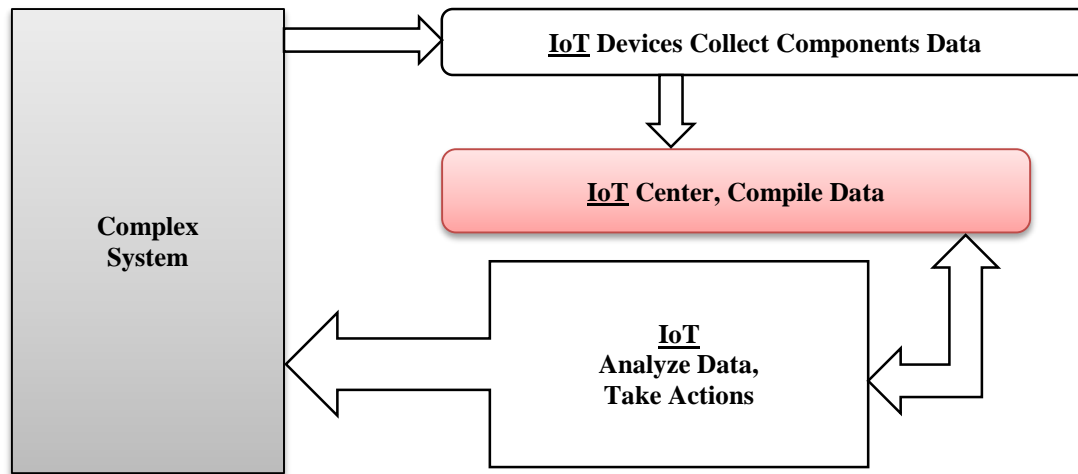 IoT Devices Collect Components Data
IoT Center, Compile Data
Complex
System
IoT
Analyze Data,
Take Actions